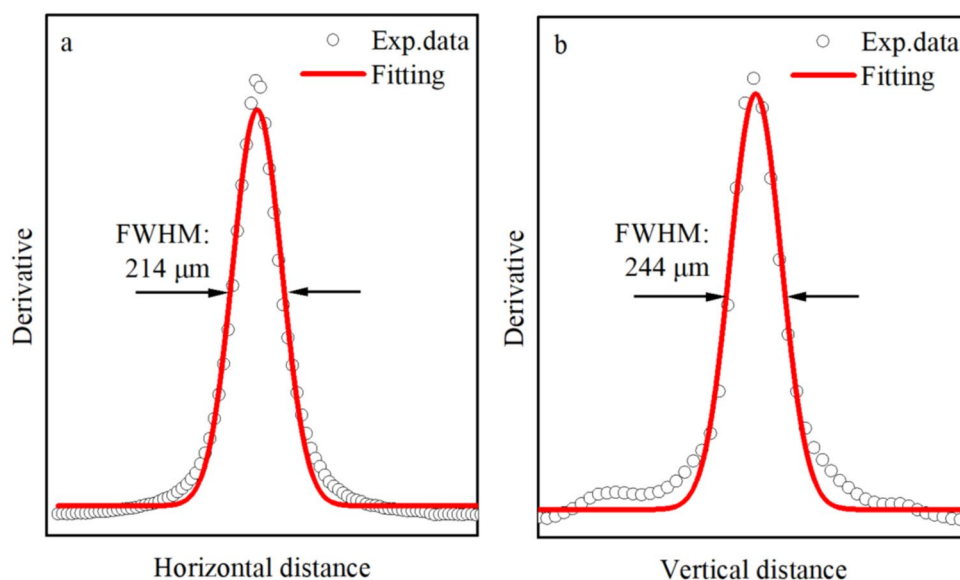 a
Exp.data
Fitting
FWHM:
214 μm
Derivative
Horizontal distance
b
Exp.data
Fitting
FWHM:
244 μm
Derivative
Vertical distance